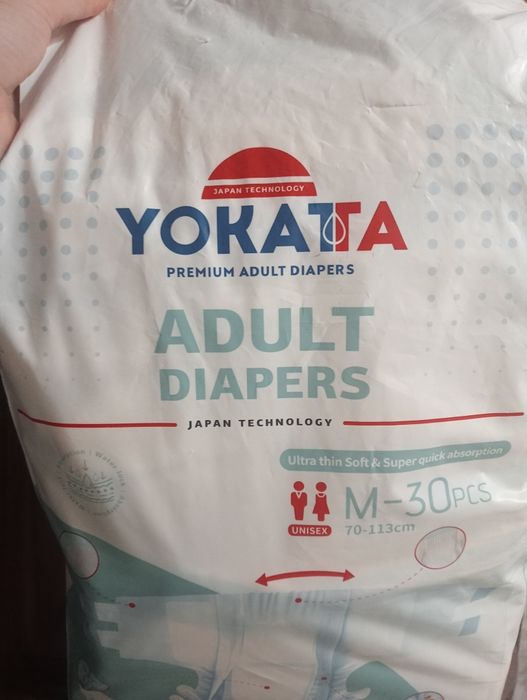 JAPAN TECHNOLOGY
YOKATTA
PREMIUM ADULT DIAPERS
ADULT
DIAPERS
JAPAN TECHNOLOGY
Ultra thin Soft & Super quick absorption
M-30PCS
UNISEX
70-113cm